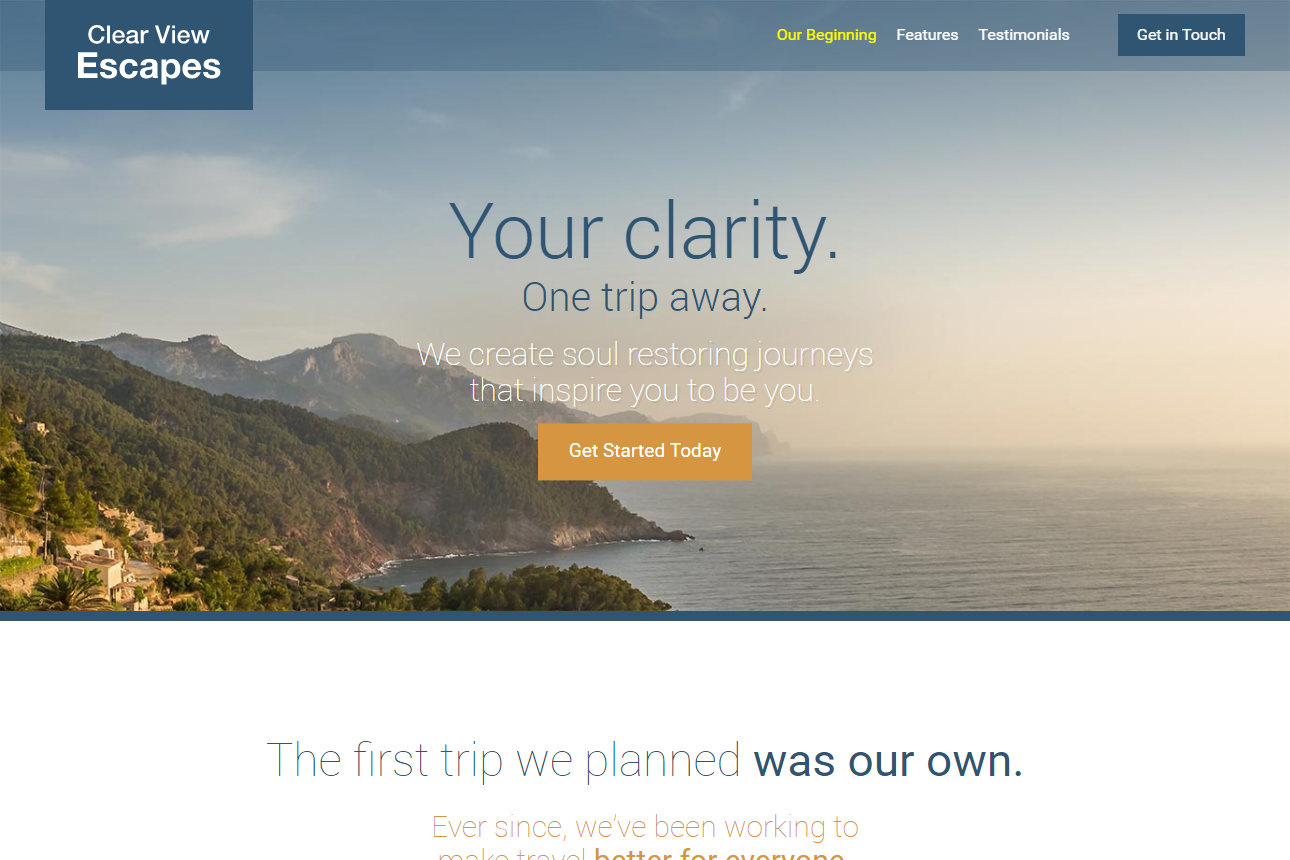 Clear View
Escapes
Our Beginning
Features
Testimonials
Get in Touch
Your clarity.
One trip away.
We create soul restoring journeys
that inspire you to be you.
Get Started Today
The first trip we planned was our own.
Ever since, we've been working to
make travel better for everyone.